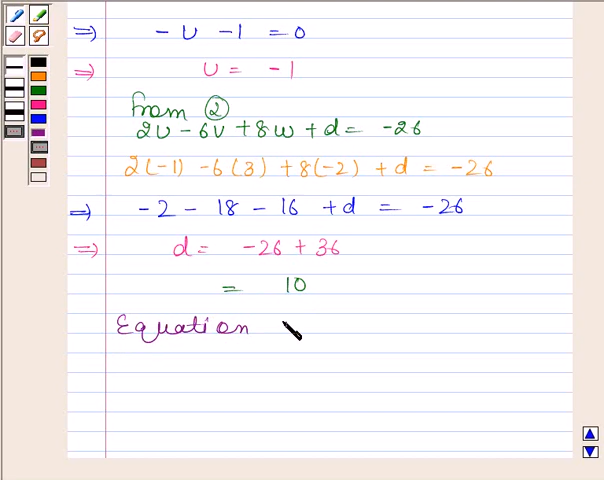 ⇒ - U - 1 = 0
⇒ U = - 1
from ②
2U - 6V + 8W + d = -26
2(-1) - 6(3) + 8(-2) + d = -26
⇒ -2 - 18 - 16 + d = -26
⇒ d = -26 + 36
= 10
Equation